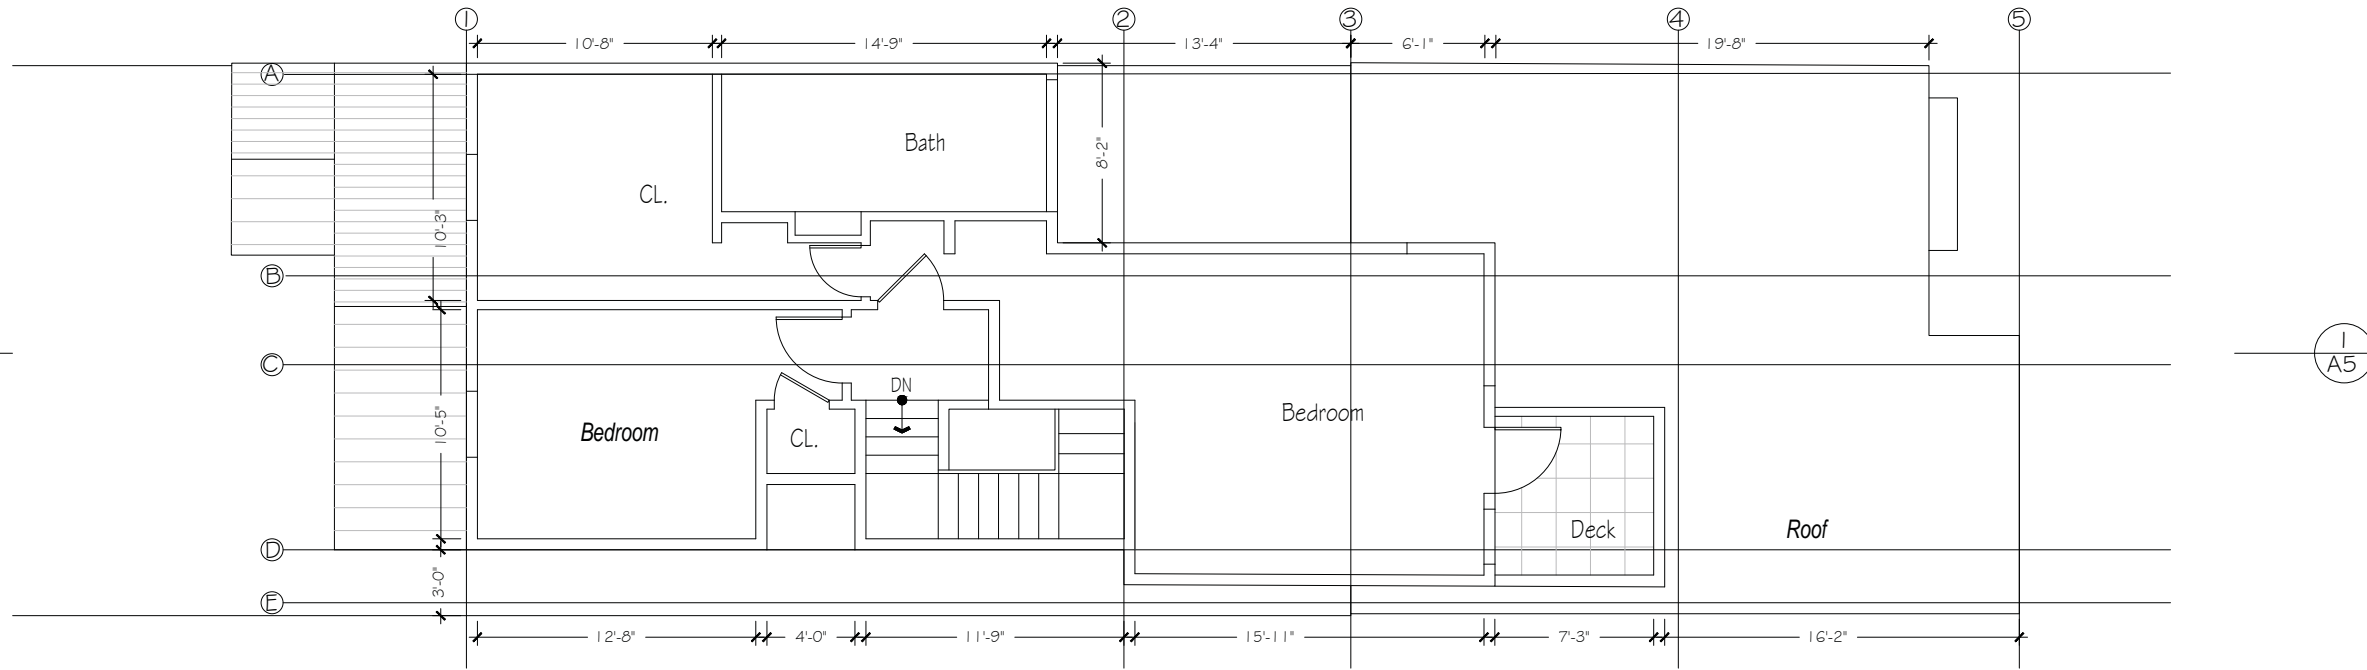 1 2 3 4 5
10'-8" 14'-9" 13'-4" 6'-1" 19'-8"
A
Bath
8'-2"
CL.
10'-3"
B
1
A5
C
DN
Bedroom
10'-5"
Bedroom
CL.
Deck
Roof
D
3'-0"
E
12'-8" 4'-0" 11'-9" 15'-11" 7'-3" 16'-2"